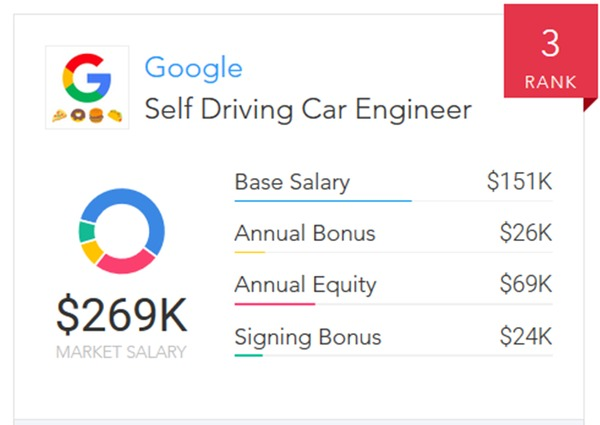 3
RANK
Google
Self Driving Car Engineer
Base Salary $151K
Annual Bonus $26K
Annual Equity $69K
Signing Bonus $24K
$269K
MARKET SALARY